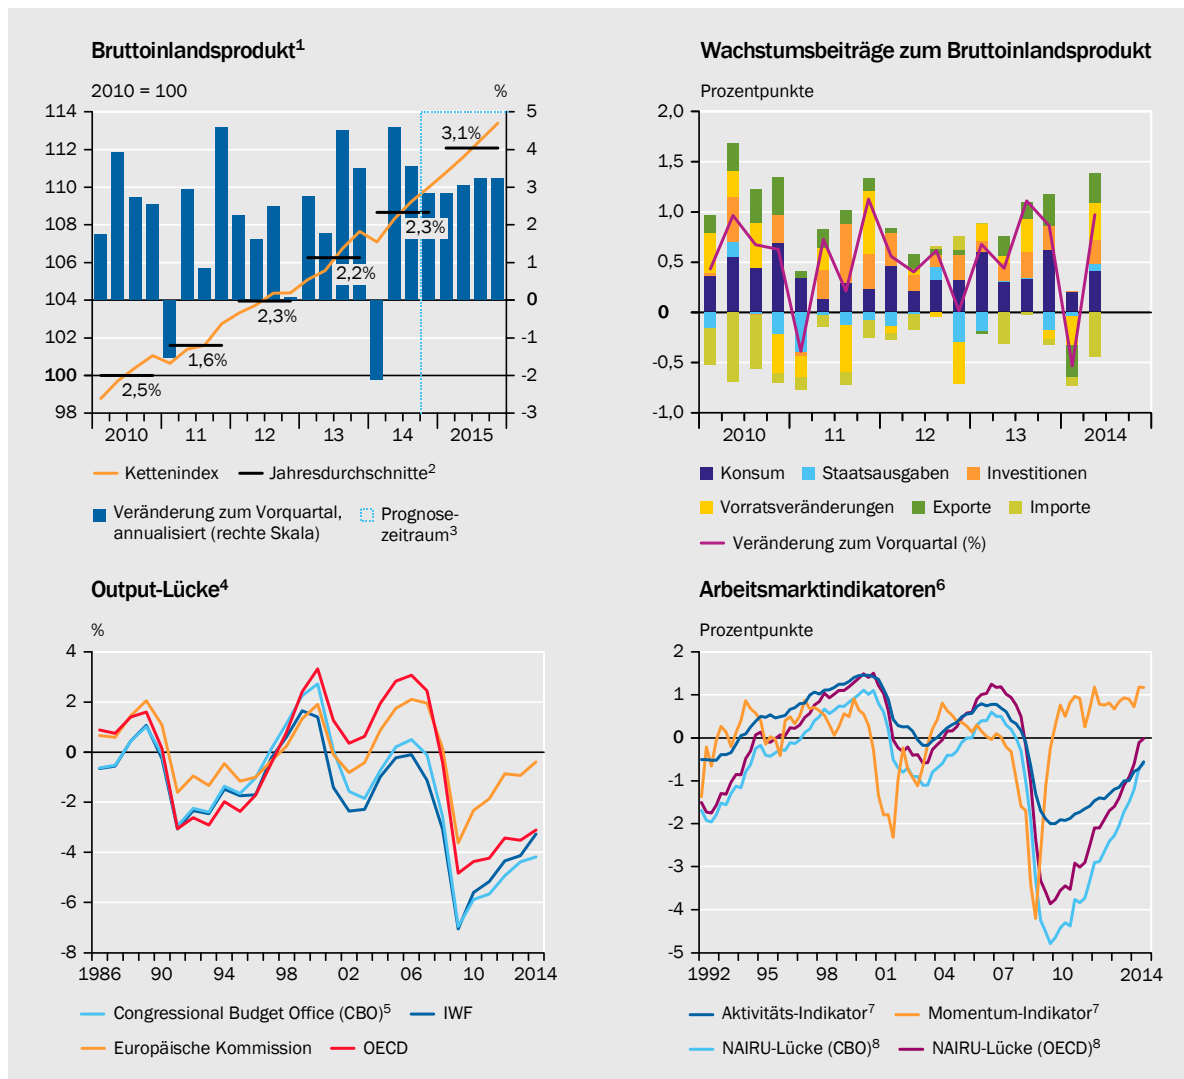 Bruttoinlandsprodukt¹
2010 = 100
%
114
112
110
108
106
104
102
100
98
5
4
3
2
1
0
-1
-2
-3
2,5%
1,6%
2,3%
2,2%
2,3%
3,1%
2010 11 12 13 14 2015
Kettenindex Jahresdurchschnitte²
Veränderung zum Vorquartal,
annualisiert (rechte Skala)
Prognose-
zeitraum³
Wachstumsbeiträge zum Bruttoinlandsprodukt
Prozentpunkte
2,0
1,5
1,0
0,5
0
-0,5
-1,0
2010 11 12 13 2014
Konsum Staatsausgaben Investitionen
Vorratsveränderungen Exporte Importe
Veränderung zum Vorquartal (%)
Output-Lücke⁴
%
4
2
0
-2
-4
-6
-8
1986 90 94 98 02 06 10 2014
Congressional Budget Office (CBO)⁵ IWF
Europäische Kommission OECD
Arbeitsmarktindikatoren⁶
Prozentpunkte
2
1
0
-1
-2
-3
-4
-5
1992 95 98 01 04 07 10 2014
Aktivitäts-Indikator⁷ Momentum-Indikator⁷
NAIRU-Lücke (CBO)⁸ NAIRU-Lücke (OECD)⁸